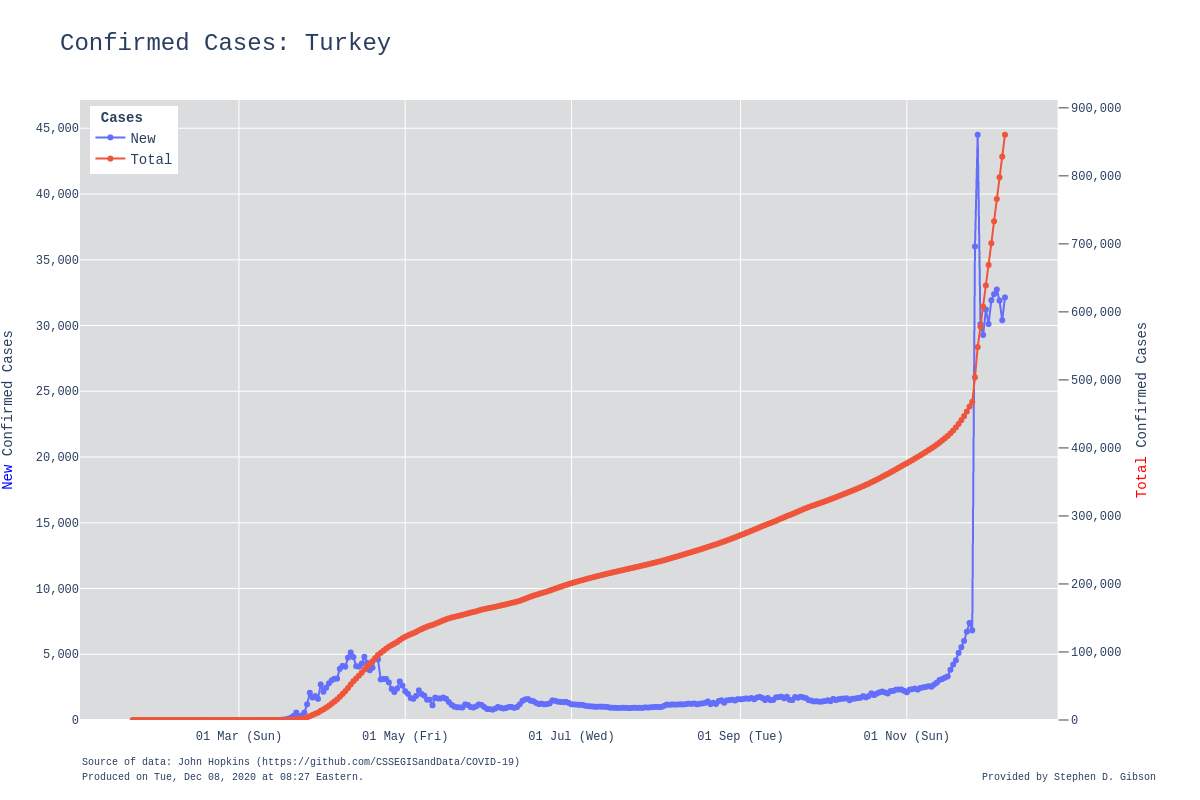 Confirmed Cases: Turkey
Cases
New
Total
45,000
40,000
35,000
30,000
25,000
20,000
15,000
10,000
5,000
0
New Confirmed Cases
900,000
800,000
700,000
600,000
500,000
400,000
300,000
200,000
100,000
0
Total Confirmed Cases
01 Mar (Sun)
01 May (Fri)
01 Jul (Wed)
01 Sep (Tue)
01 Nov (Sun)
Source of data: John Hopkins (https://github.com/CSSEGISandData/COVID-19)
Produced on Tue, Dec 08, 2020 at 08:27 Eastern.
Provided by Stephen D. Gibson